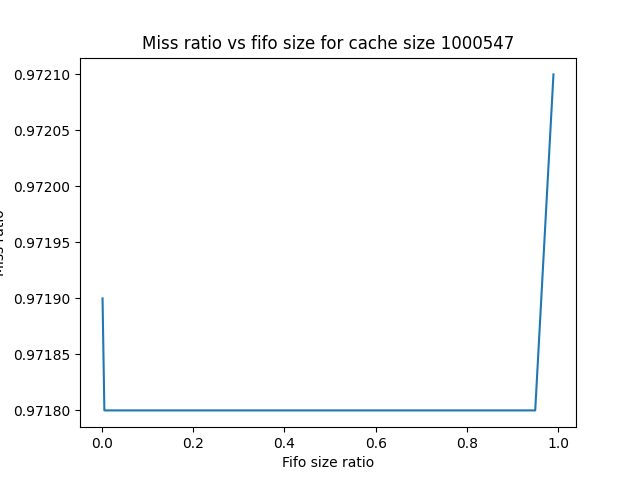 Miss ratio vs fifo size for cache size 1000547
0.97210
0.97205
0.97200
0.97195
0.97190
0.97185
0.97180
Miss ratio
0.0 0.2 0.4 0.6 0.8 1.0
Fifo size ratio